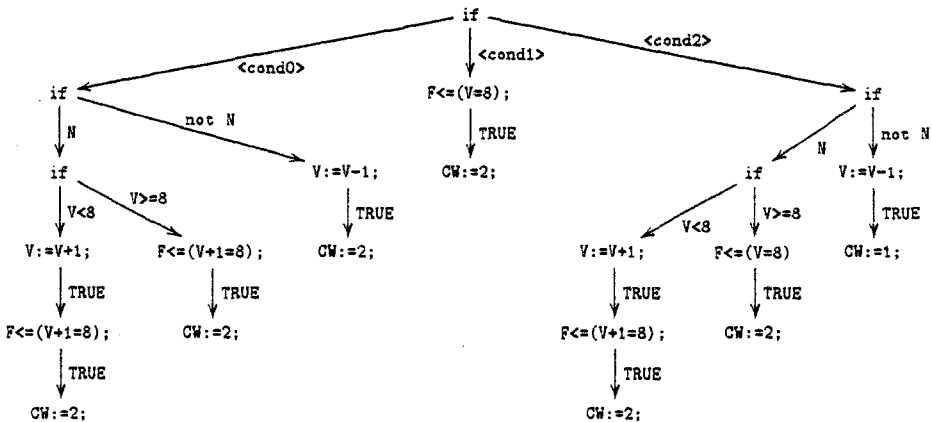 if
<cond0> <cond1> <cond2>
if F<=(V=8); if
N not N TRUE N not N
if V:=V-1; CW:=2; if V:=V-1;
V<8 V>=8 TRUE V<8 V>=8 TRUE
V:=V+1; F<=(V+1=8); CW:=2; V:=V+1; F<=(V=8) CW:=1;
TRUE TRUE TRUE TRUE
F<=(V+1=8); CW:=2; F<=(V+1=8); CW:=2;
TRUE TRUE
CW:=2; CW:=2;